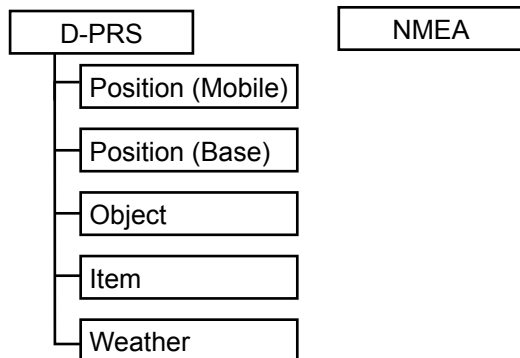 D-PRS
NMEA
Position (Mobile)
Position (Base)
Object
Item
Weather